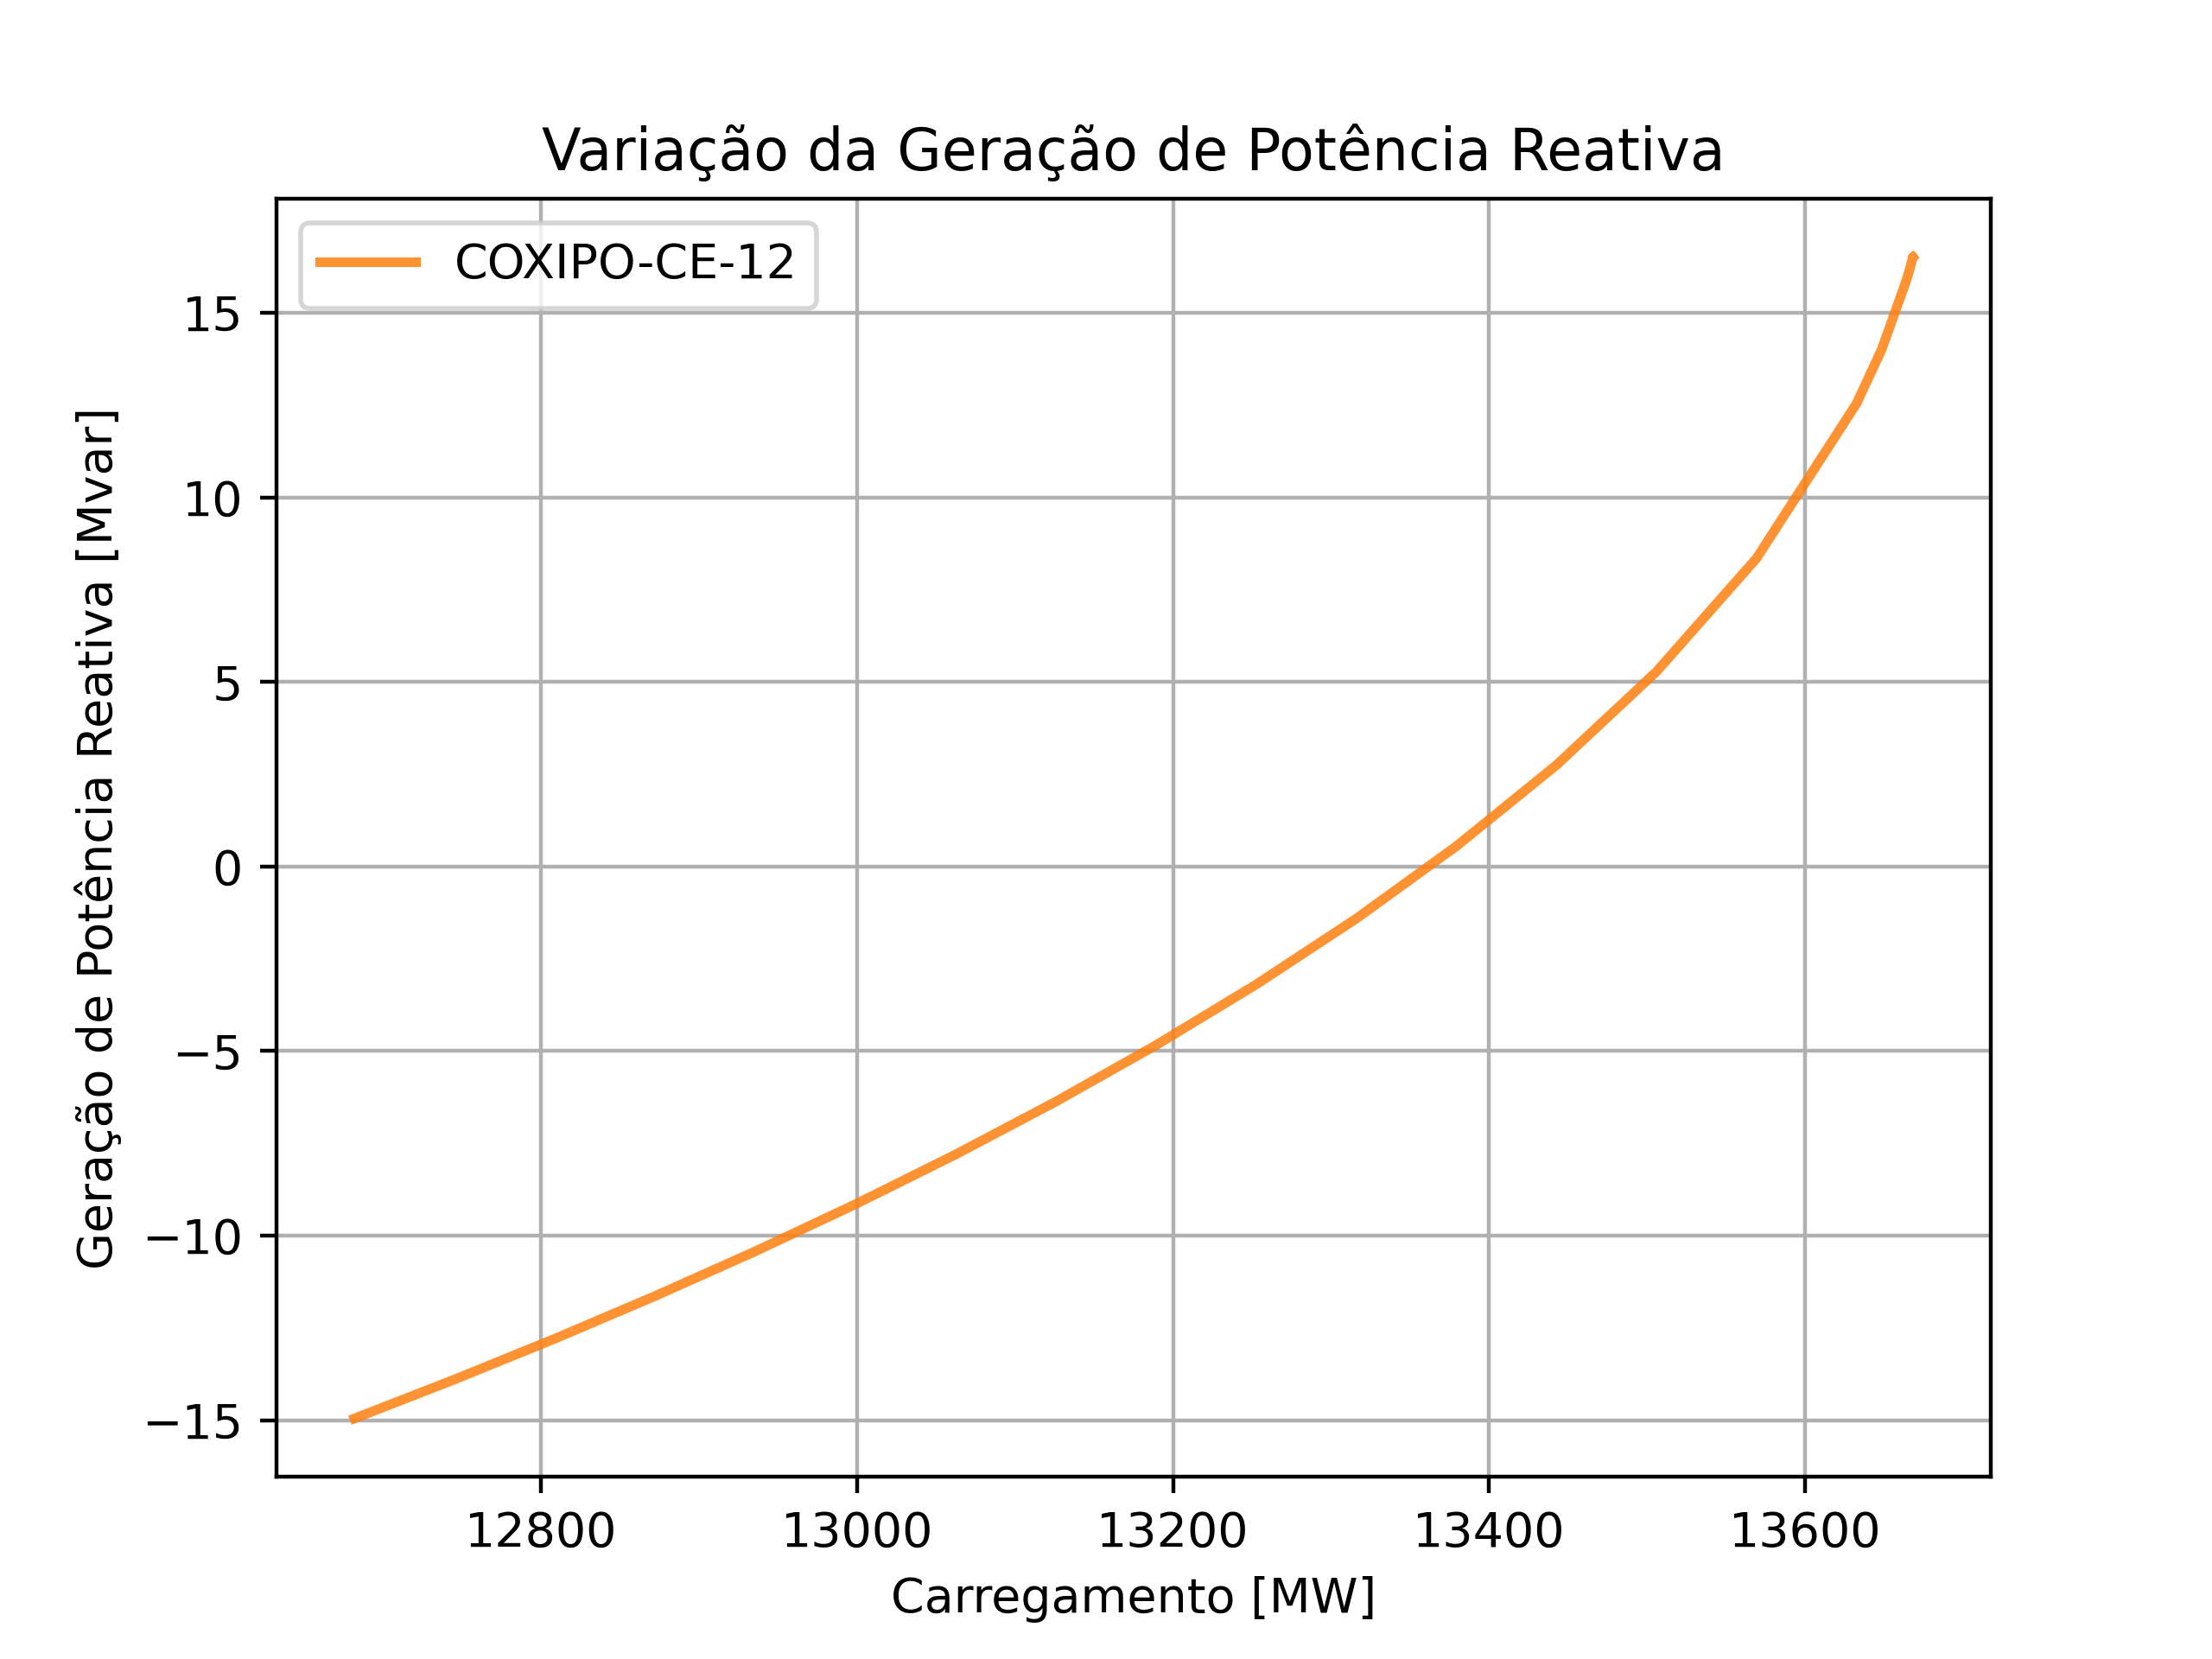 Variação da Geração de Potência Reativa
COXIPO-CE-12
Geração de Potência Reativa [Mvar]
15
10
5
0
−5
−10
−15
12800 13000 13200 13400 13600
Carregamento [MW]